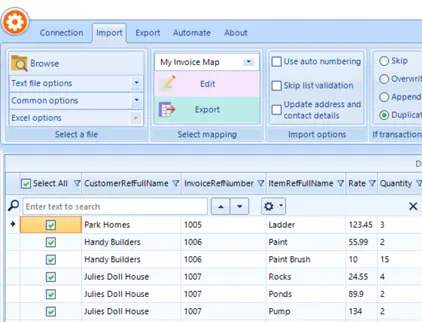 Connection Import Export Automate About
Browse
Text file options
Common options
Excel options
Select a file
My Invoice Map
Edit
Export
Select mapping
Use auto numbering
Skip list validation
Update address and
contact details
Import options
Skip
Overwri
Append
Duplicat
If transaction
D
Select All CustomerRefFullName InvoiceRefNumber ItemRefFullName Rate Quantity
Enter text to search
Park Homes 1005 Ladder 123.45 3
Handy Builders 1006 Paint 55.99 2
Handy Builders 1006 Paint Brush 10 15
Julies Doll House 1007 Rocks 24.55 4
Julies Doll House 1007 Ponds 89.9 2
Julies Doll House 1007 Pump 134 2